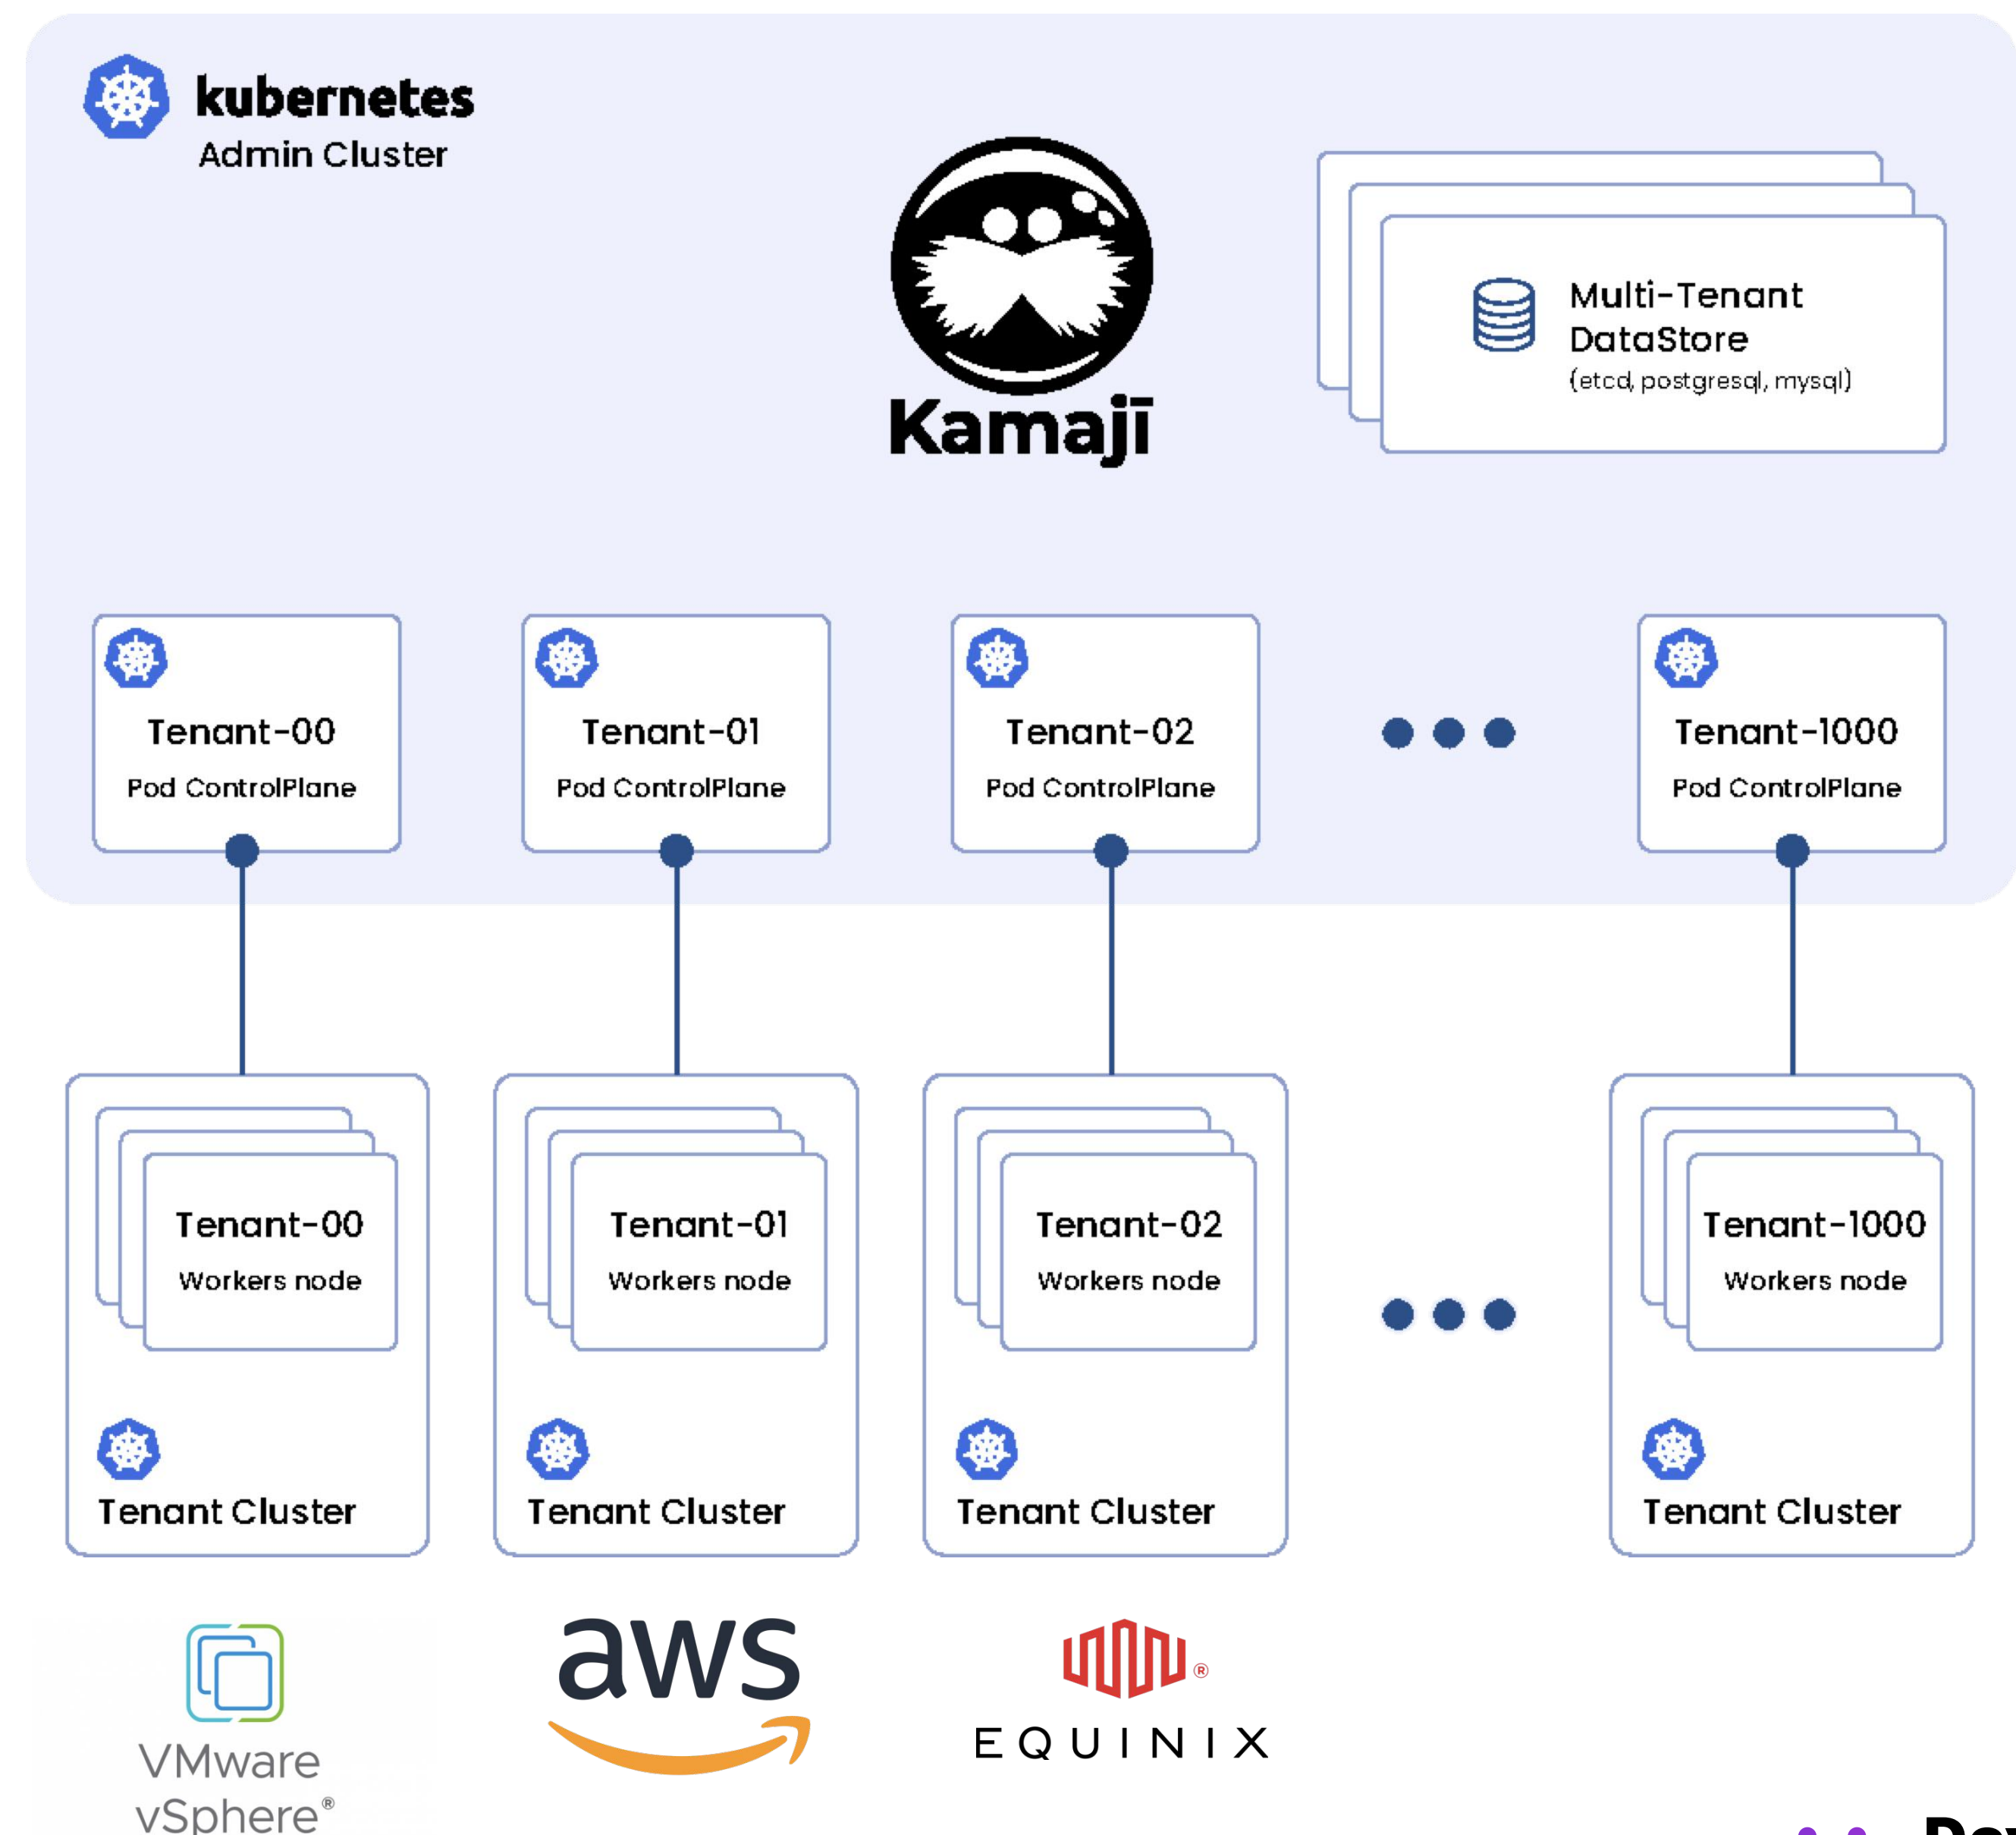 kubernetes
Admin Cluster
Kamajī
Multi-Tenant
DataStore
(etcd, postgresql, mysql)
Tenant-00
Pod ControlPlane
Tenant-01
Pod ControlPlane
Tenant-02
Pod ControlPlane
Tenant-1000
Pod ControlPlane
Tenant-00
Workers node
Tenant Cluster
Tenant-01
Workers node
Tenant Cluster
Tenant-02
Workers node
Tenant Cluster
Tenant-1000
Workers node
Tenant Cluster
VMware
vSphere®
aws
®
EQUINIX